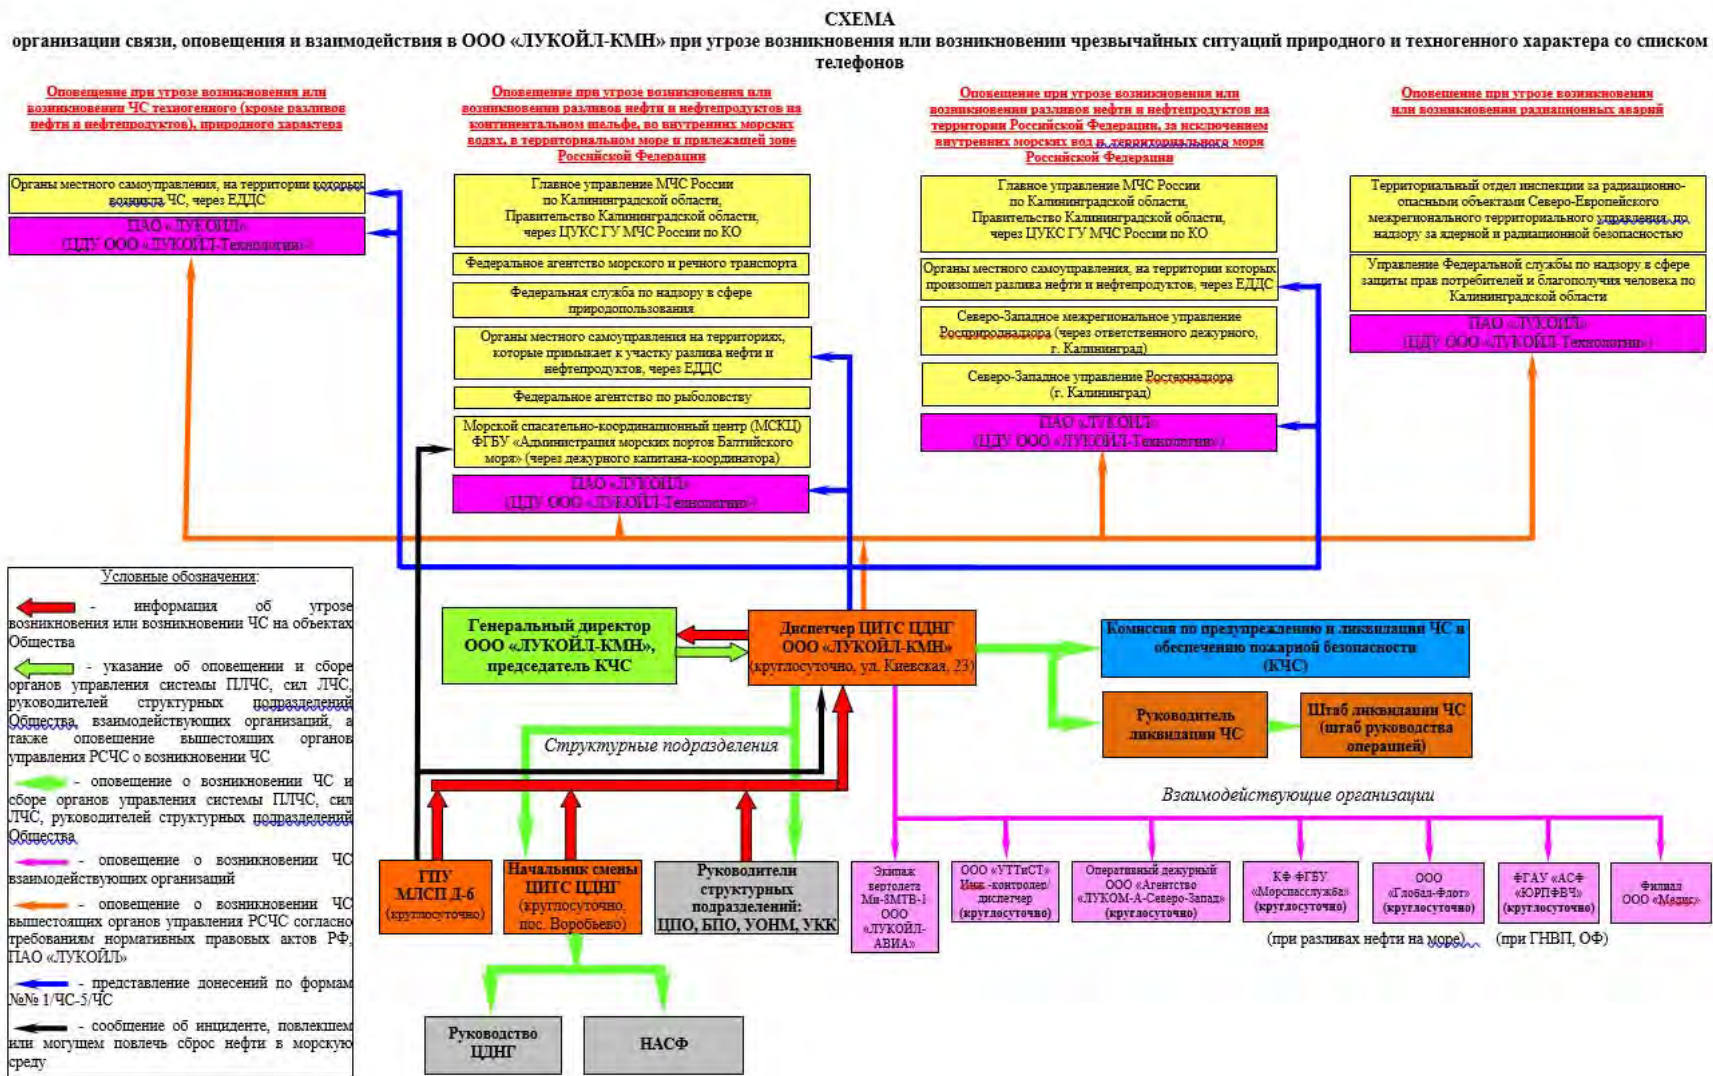 СХЕМА
организации связи, оповещения и взаимодействия в ООО «ЛУКОЙЛ-КМН» при угрозе возникновения или возникновении чрезвычайных ситуаций природного и техногенного характера со списком
телефонов
Оповещение при угрозе возникновения или
возникновении ЧС техногенного (кроме разливов
нефти и нефтепродуктов), природного характера
Органы местного самоуправления, на территории которых
возникла ЧС, через ЕДДС
ПАО «ЛУКОЙЛ»
(ЦДУ ООО «ЛУКОЙЛ-Технологии»)
Оповещение при угрозе возникновения или
возникновении разливов нефти и нефтепродуктов на
континентальном шельфе, во внутренних морских
водах, в территориальном море и прилежащей зоне
Российской Федерации
Главное управление МЧС России
по Калининградской области,
Правительство Калининградской области,
через ЦУКС ГУ МЧС России по КО
Федеральное агентство морского и речного транспорта
Федеральная служба по надзору в сфере
природопользования
Органы местного самоуправления на территориях,
которые примыкает к участку разлива нефти и
нефтепродуктов, через ЕДДС
Федеральное агентство по рыболовству
Морской спасательно-координационный центр (МСКЦ)
ФГБУ «Администрация морских портов Балтийского
моря» (через дежурного капитана-координатора)
ПАО «ЛУКОЙЛ»
(ЦДУ ООО «ЛУКОЙЛ-Технологии»)
Оповещение при угрозе возникновения или
возникновении разливов нефти и нефтепродуктов на
территории Российской Федерации, за исключением
внутренних морских вод и территориального моря
Российской Федерации
Главное управление МЧС России
по Калининградской области,
Правительство Калининградской области,
через ЦУКС ГУ МЧС России по КО
Органы местного самоуправления, на территории которых
произошел разлива нефти и нефтепродуктов, через ЕДДС
Северо-Западное межрегиональное управление
Росприроднадзора (через ответственного дежурного,
г. Калининград)
Северо-Западное управление Ростехнадзора
(г. Калининград)
ПАО «ЛУКОЙЛ»
(ЦДУ ООО «ЛУКОЙЛ-Технологии»)
Оповещение при угрозе возникновения
или возникновения радиационных аварий
Территориальный отдел инспекции за радиационно-
опасными объектами Северо-Европейского
межрегионального территориального управления по
надзору за ядерной и радиационной безопасностью
Управление Федеральной службы по надзору в сфере
защиты прав потребителей и благополучия человека по
Калининградской области
ПАО «ЛУКОЙЛ»
(ЦДУ ООО «ЛУКОЙЛ-Технологии»)
Условные обозначения:
- информация об угрозе
возникновения или возникновении ЧС на объектах
Общества
- указание об оповещении и сборе
органов управления системы ПЛЧС, сил ЛЧС,
руководителей структурных подразделений
Общества, взаимодействующих организаций, а
также оповещение вышестоящих органов
управления РСЧС о возникновении ЧС
- оповещение о возникновении ЧС и
сборе органов управления системы ПЛЧС, сил
ЛЧС, руководителей структурных подразделений
Общества
- оповещение о возникновении ЧС
взаимодействующих организаций
- оповещение о возникновении ЧС
вышестоящих органов управления РСЧС согласно
требованиям нормативных правовых актов РФ,
ПАО «ЛУКОЙЛ»
- представление донесений по формам
№№ 1/ЧС-5/ЧС
- сообщение об инциденте, повлекшем
или могущем повлечь сброс нефти в морскую
среду
Генеральный директор
ООО «ЛУКОЙЛ-КМН»,
председатель КЧС
Диспетчер ЦИТС ЦДНГ
ООО «ЛУКОЙЛ-КМН»
(круглосуточно, ул. Киевская, 23)
Комиссия по предупреждению и ликвидации ЧС и
обеспечению пожарной безопасности
(КЧС)
Руководитель
ликвидации ЧС
Штаб ликвидации ЧС
(штаб руководства
операцией)
Структурные подразделения
Взаимодействующие организации
ГПУ
МЛСП Д-6
(круглосуточно)
Начальник смены
ЦИТС ЦДНГ
(круглосуточно,
пос. Воробьево)
Руководители
структурных
подразделений:
ЦПО, БПО, УОНМ, УКК
Экипаж
вертолета
Ми-8МТВ-1
ООО
«ЛУКОЙЛ-
АВИА»
ООО «УТТиСТ»
Инж.-контролер/
диспетчер
(круглосуточно)
Оперативный дежурный
ООО «Агентство
«ЛУКОМ-А-Северо-Запад»
(круглосуточно)
КФ ФГБУ
«Морспасслужба»
(круглосуточно)
ООО
«Глобал-Флот»
(круглосуточно)
ФГАУ «АСФ
«ЮРПФВЧ»
(круглосуточно)
Филиал
ООО «Медис»
(при разливах нефти на море)
(при ГНВП, ОФ)
Руководство
ЦДНГ
НАСФ